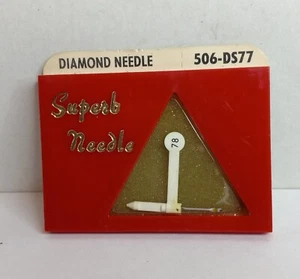 DIAMOND NEEDLE 506-DS77
Superb
Needle
78